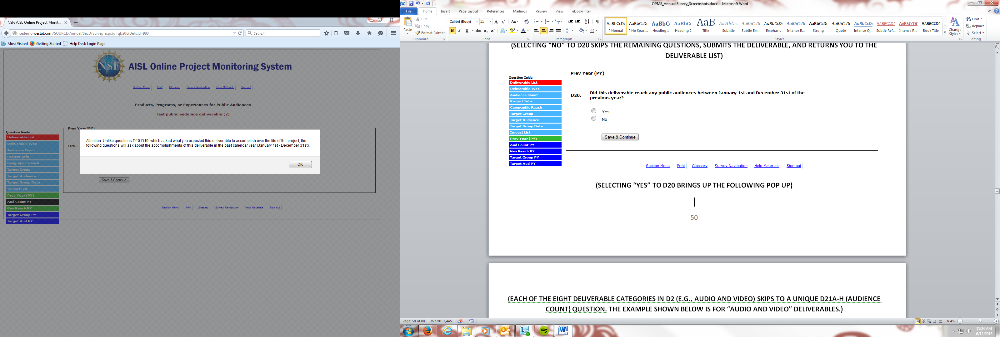 NSF: AISL Online Project Monit...
isedemo.westat.com/SOURCE/Annual/SecD/Survey.aspx?q=qD20&DelivId=980
Search
Most Visited Getting Started Help Desk Login Page
NSF
AISL Online Project Monitoring System
Section Menu Print Glossary Survey Navigation Help Materials Sign out
Products, Programs, or Experiences for Public Audiences
Test public audeince deliverable (2)
Question Guide
Deliverable List
Deliverable Type
Audience Count
Project Info
Geographic Reach
Target Group
Target Audience
Target Group Data
Impact List
Prev Year (PY)
Aud Count PY
Geo Reach PY
Target Group PY
Target Aud PY
Prev Year (PY)
D20.
Attention: Unlike questions D10-D19, which asked what you expected this deliverable to accomplish over the life of the project, the
following questions will ask about the accomplishments of this deliverable in the past calendar year (January 1st - December 31st).
OK
Save & Continue
Section Menu Print Glossary Survey Navigation Help Materials Sign out
OPMS_Annual Survey_Screenshots.docx - Microsoft Word
File Home Insert Page Layout References Mailings Review View eDocPrinter
Paste
Cut
Copy
Format Painter
Clipboard
Calibri (Body) 11
Font
Paragraph
AaBbCcDc AaBbCcDc AaBbC AaBbCc AaB AaBbCc. AaBbCcDc AaBbCcDc AaBbCcDc AaBbCcDc AaBbCcDc AaBbCcDc AaBbCcDc AaBbCcDc AaBbCcDc
¶ Normal ¶ No Spaci... Heading 1 Heading 2 Title Subtitle Subtle Em... Emphasis Intense E... Strong Quote Intense Q... Subtle Ref... Intense R... Book Title
Change
Styles
Styles
Find
Replace
Select
Editing
(SELECTING “NO” TO D20 SKIPS THE REMAINING QUESTIONS, SUBMITS THE DELIVERABLE, AND RETURNS YOU TO THE
DELIVERABLE LIST)
Question Guide
Deliverable List
Deliverable Type
Audience Count
Project Info
Geographic Reach
Target Group
Target Audience
Target Group Data
Impact List
Prev Year (PY)
Aud Count PY
Geo Reach PY
Target Group PY
Target Aud PY
Prev Year (PY)
D20. Did this deliverable reach any public audiences between January 1st and December 31st of the
previous year?
Yes
No
Save & Continue
Section Menu Print Glossary Survey Navigation Help Materials Sign out
(SELECTING “YES” TO D20 BRINGS UP THE FOLLOWING POP UP)
50
(EACH OF THE EIGHT DELIVERABLE CATEGORIES IN D2 (E.G., AUDIO AND VIDEO) SKIPS TO A UNIQUE D21A-H (AUDIENCE
COUNT) QUESTION. THE EXAMPLE SHOWN BELOW IS FOR “AUDIO AND VIDEO” DELIVERABLES.)
Page: 50 of 88 Words: 1,445
164%
11:24 AM
6/12/2015